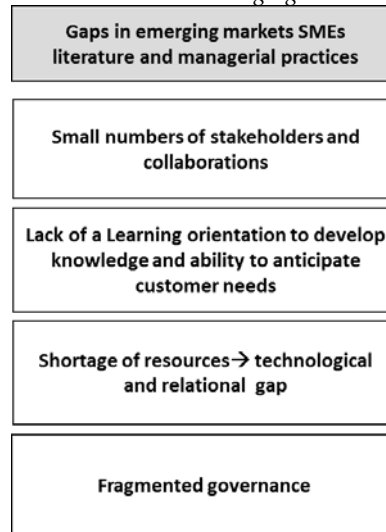 Gaps in emerging markets SMEs
literature and managerial practices
Small numbers of stakeholders and
collaborations
Lack of a Learning orientation to develop
knowledge and ability to anticipate
customer needs
Shortage of resources→ technological
and relational gap
Fragmented governance